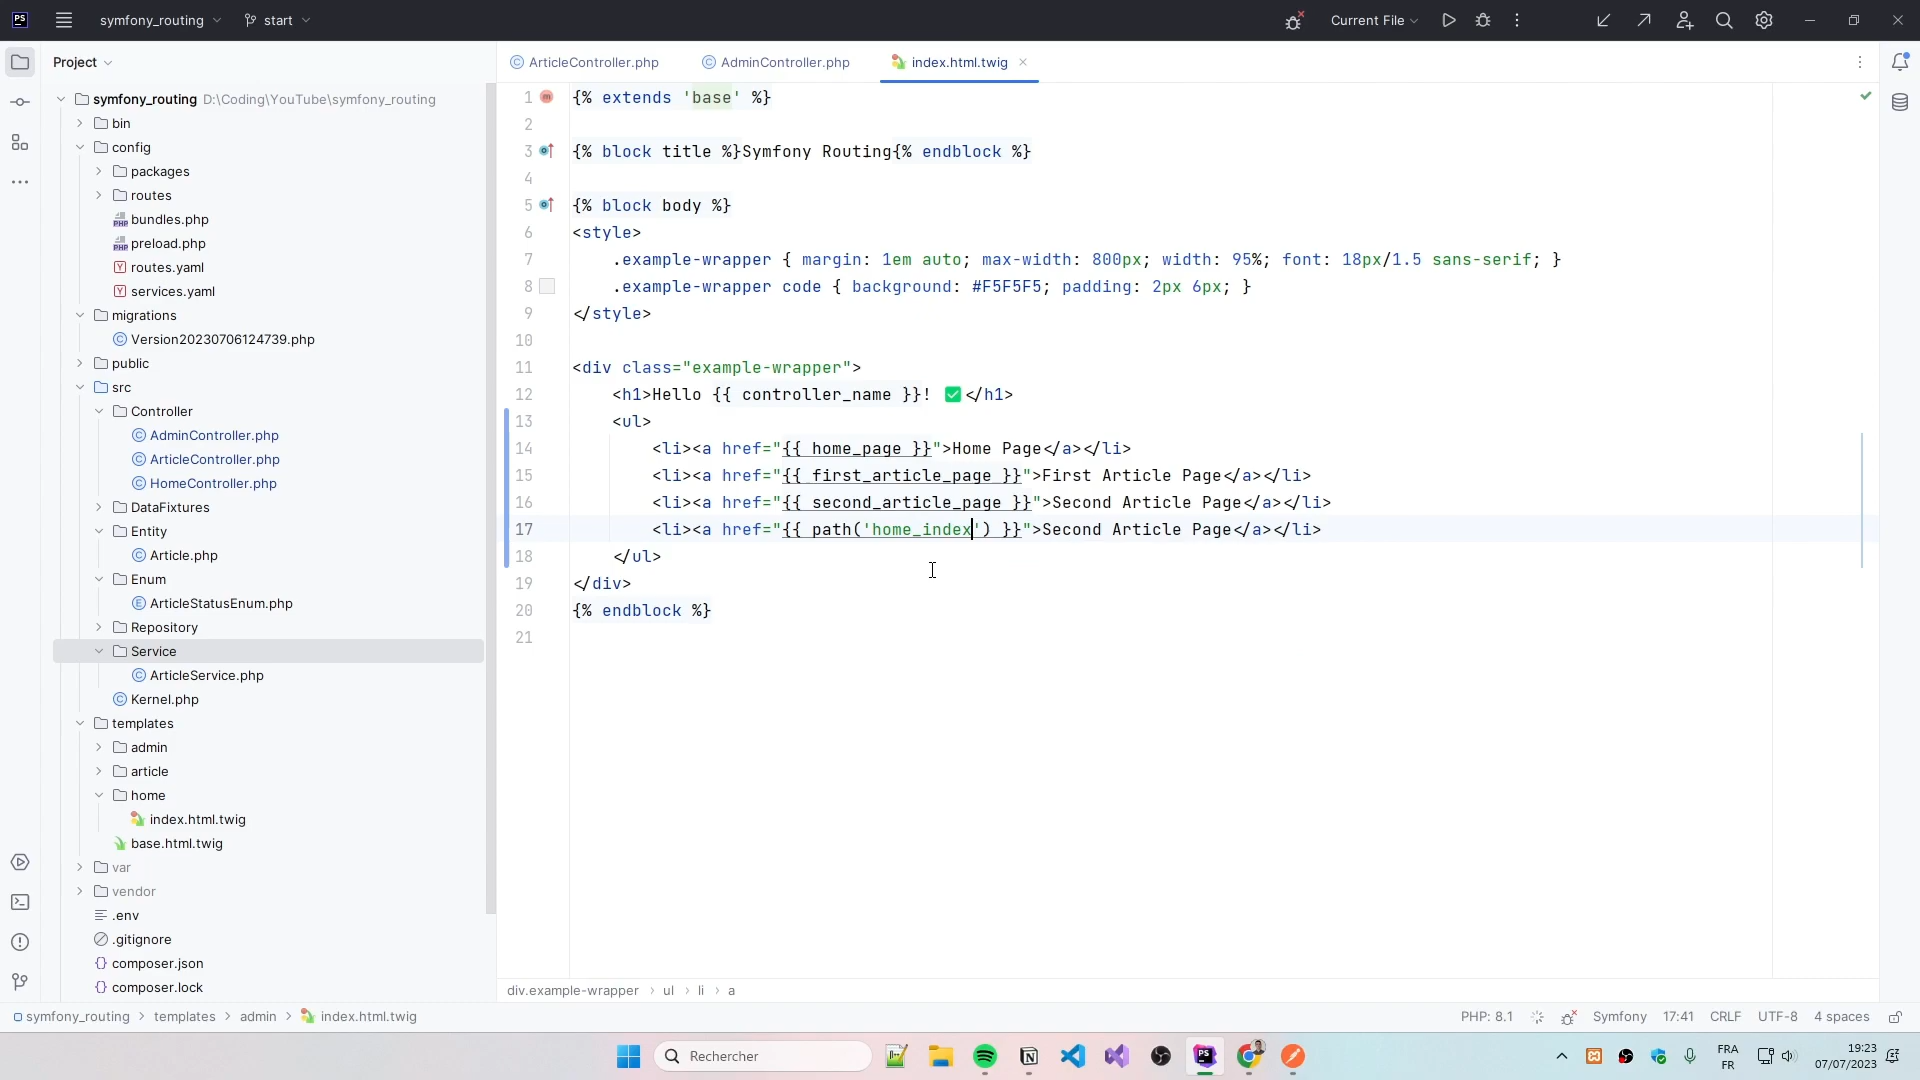 PS symfony_routing start Current File
Project
ArticleController.php AdminController.php index.html.twig
symfony_routing D:\Coding\YouTube\symfony_routing
bin
config
packages
routes
bundles.php
preload.php
routes.yaml
services.yaml
migrations
Version20230706124739.php
public
src
Controller
AdminController.php
ArticleController.php
HomeController.php
DataFixtures
Entity
Article.php
Enum
ArticleStatusEnum.php
Repository
Service
ArticleService.php
Kernel.php
templates
admin
article
home
index.html.twig
base.html.twig
var
vendor
.env
.gitignore
composer.json
composer.lock
1 {% extends 'base' %}
2
3 {% block title %}Symfony Routing{% endblock %}
4
5 {% block body %}
6 <style>
7 .example-wrapper { margin: 1em auto; max-width: 800px; width: 95%; font: 18px/1.5 sans-serif; }
8 .example-wrapper code { background: #F5F5F5; padding: 2px 6px; }
9 </style>
10
11 <div class="example-wrapper">
12 <h1>Hello {{ controller_name }}! ✅</h1>
13 <ul>
14 <li><a href="{{ home_page }}">Home Page</a></li>
15 <li><a href="{{ first_article_page }}">First Article Page</a></li>
16 <li><a href="{{ second_article_page }}">Second Article Page</a></li>
17 <li><a href="{{ path('home_index') }}">Second Article Page</a></li>
18 </ul>
19 </div>
20 {% endblock %}
21
div.example-wrapper › ul › li › a
symfony_routing › templates › admin › index.html.twig PHP: 8.1 Symfony 17:41 CRLF UTF-8 4 spaces
Rechercher
FRA
FR
19:23
07/07/2023